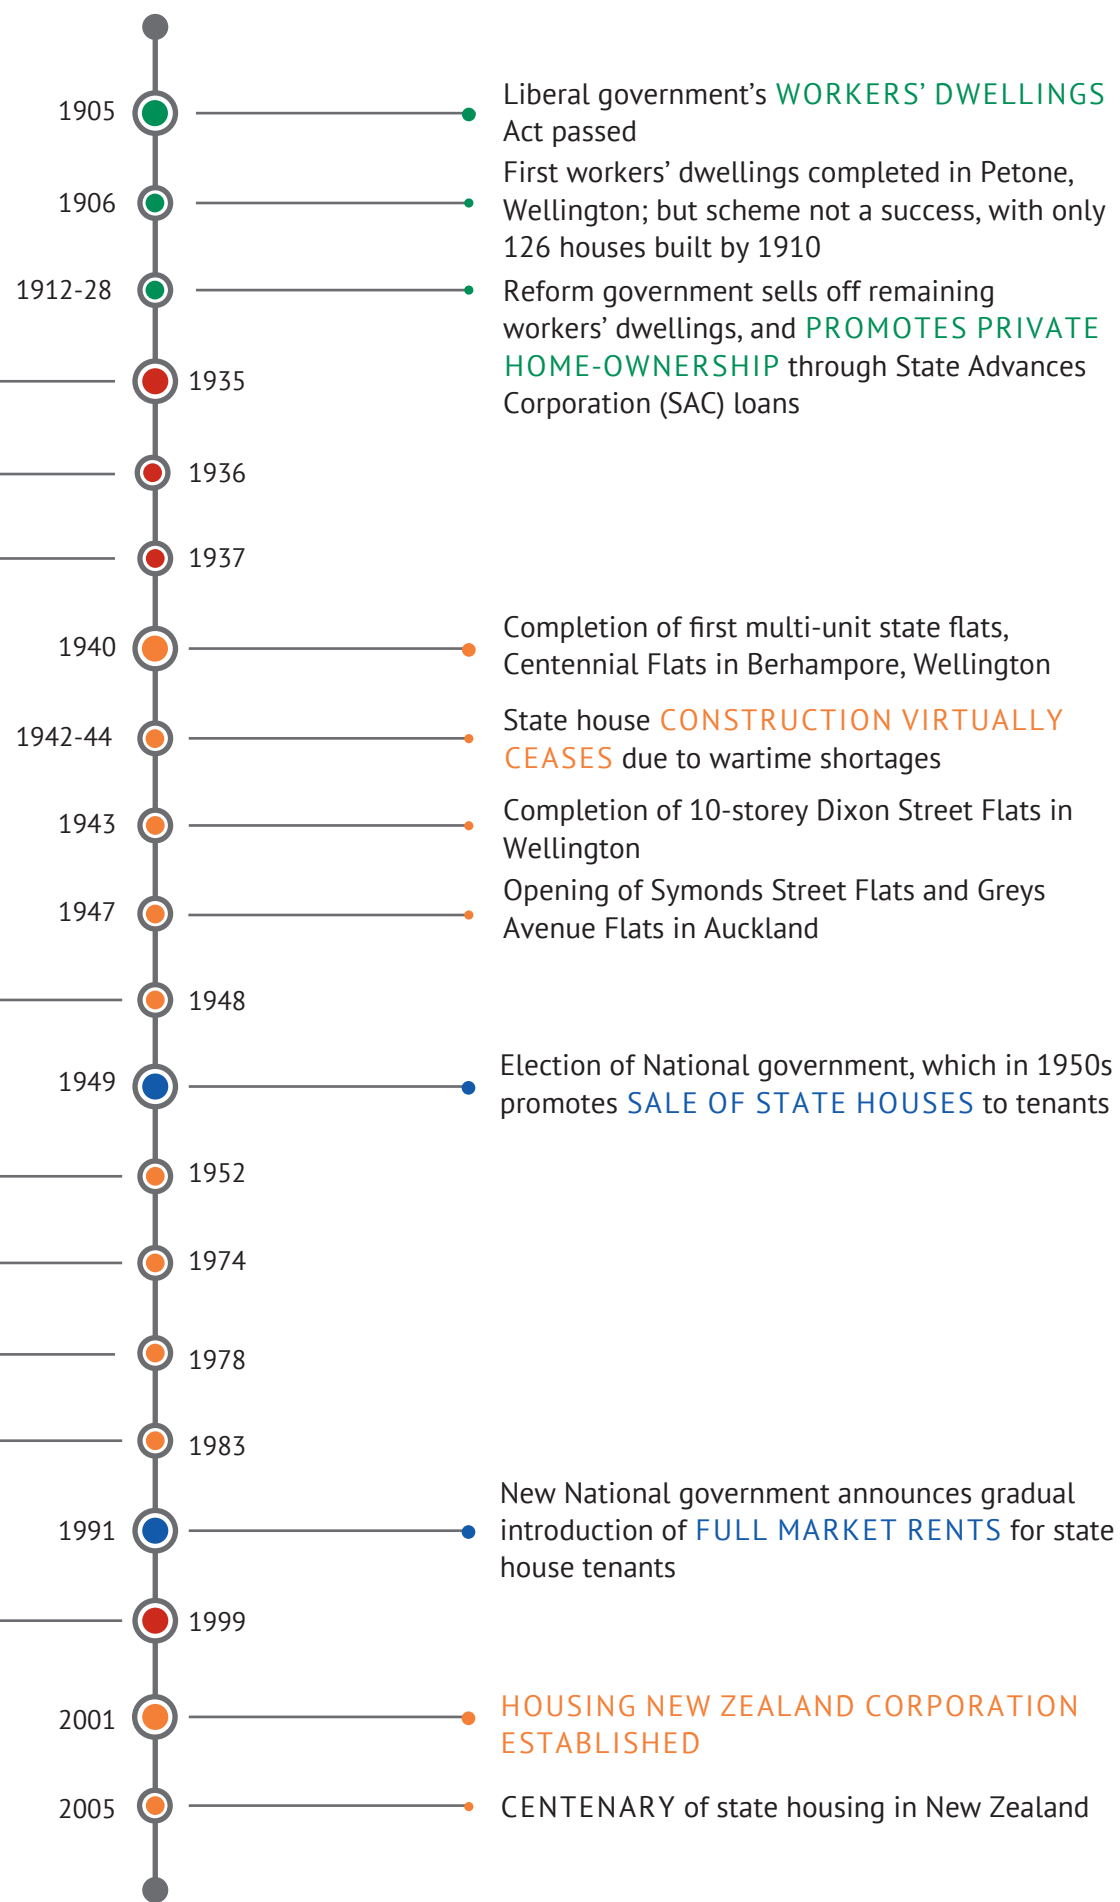 1905
Liberal government’s WORKERS’ DWELLINGS
Act passed
1906
First workers’ dwellings completed in Petone,
Wellington; but scheme not a success, with only
126 houses built by 1910
1912-28
Reform government sells off remaining
workers’ dwellings, and PROMOTES PRIVATE
HOME-OWNERSHIP through State Advances
Corporation (SAC) loans
1935
1936
1937
1940
Completion of first multi-unit state flats,
Centennial Flats in Berhampore, Wellington
1942-44
State house CONSTRUCTION VIRTUALLY
CEASES due to wartime shortages
1943
Completion of 10-storey Dixon Street Flats in
Wellington
1947
Opening of Symonds Street Flats and Greys
Avenue Flats in Auckland
1948
1949
Election of National government, which in 1950s
promotes SALE OF STATE HOUSES to tenants
1952
1974
1978
1983
1991
New National government announces gradual
introduction of FULL MARKET RENTS for state
house tenants
1999
2001
HOUSING NEW ZEALAND CORPORATION
ESTABLISHED
2005
CENTENARY of state housing in New Zealand